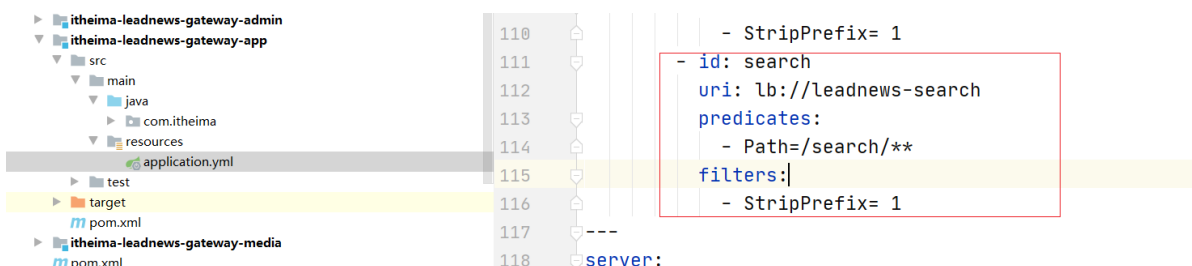 itheima-leadnews-gateway-admin
itheima-leadnews-gateway-app
src
main
java
com.itheima
resources
application.yml
test
target
pom.xml
itheima-leadnews-gateway-media
pom.xml
110 - StripPrefix= 1
111 - id: search
112 uri: lb://leadnews-search
113 predicates:
114 - Path=/search/**
115 filters:
116 - StripPrefix= 1
117 ---
118 server: